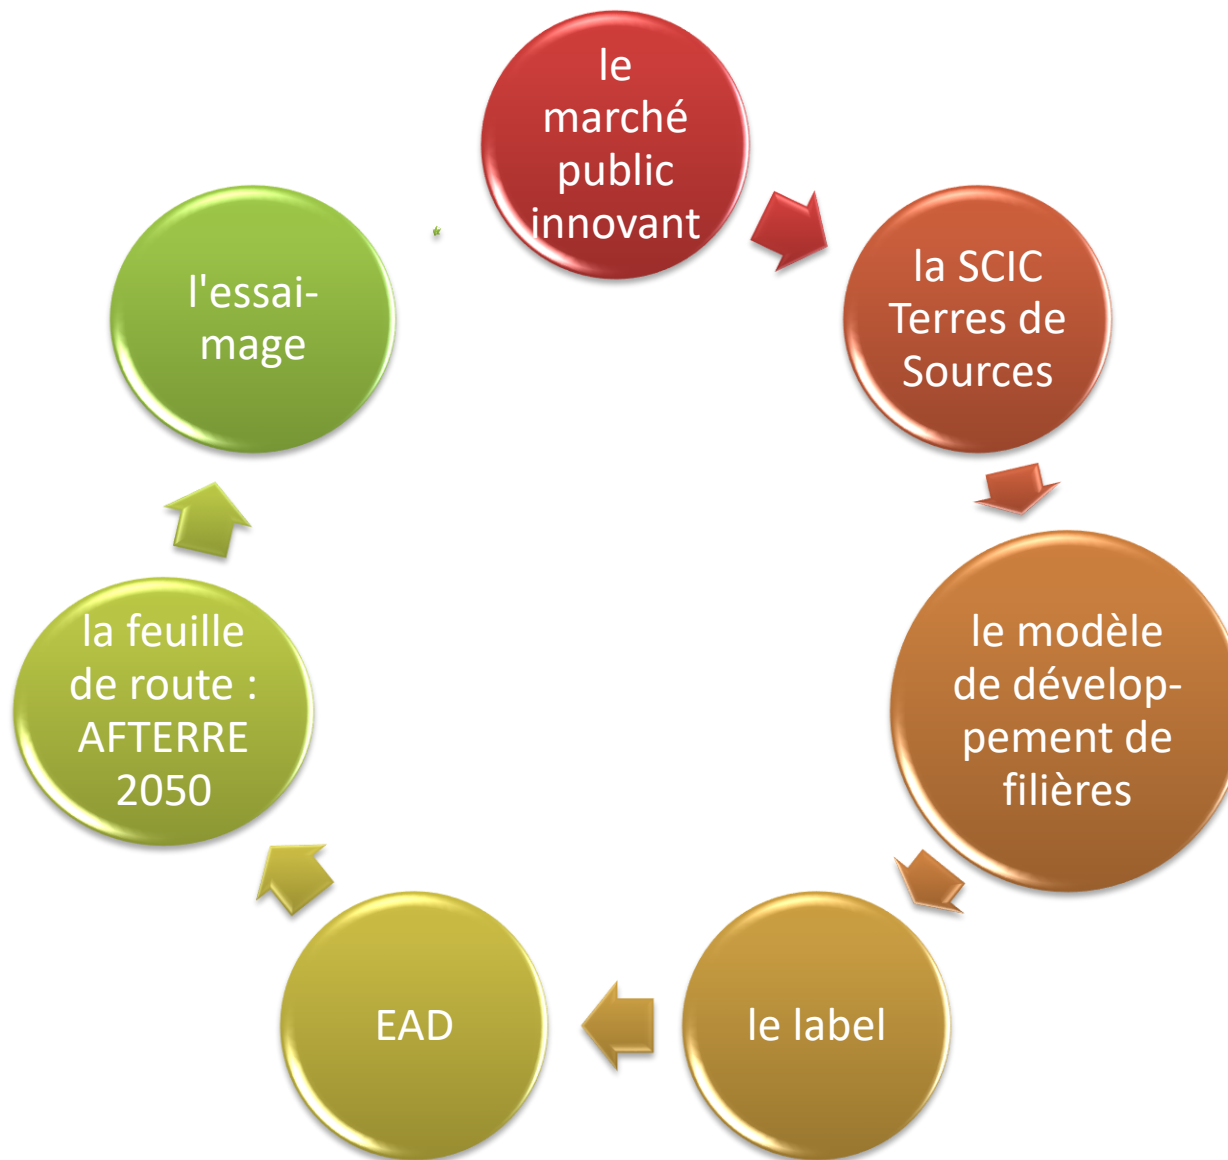 le
marché
public
innovant
la SCIC
Terres de
Sources
le modèle
de dévelop-
pement de
filières
le label
EAD
la feuille
de route :
AFTERRE
2050
l'essai-
mage